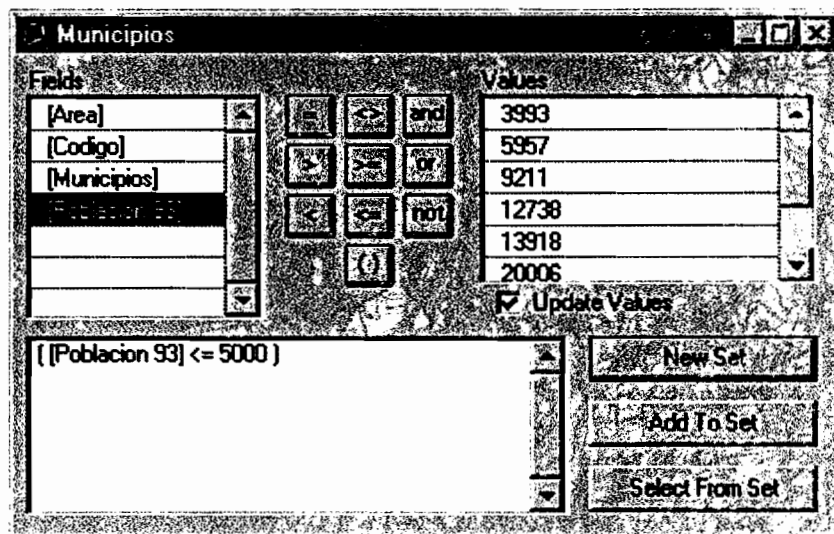 Municipios
Fields
Values
[Area]
[Codigo]
[Municipios]
[Poblacion 93]
= <> and
> >= or
< <= not
()
3993
5957
9211
12738
13918
20006
Update Values
( [Poblacion 93] <= 5000 )
New Set
Add To Set
Select From Set